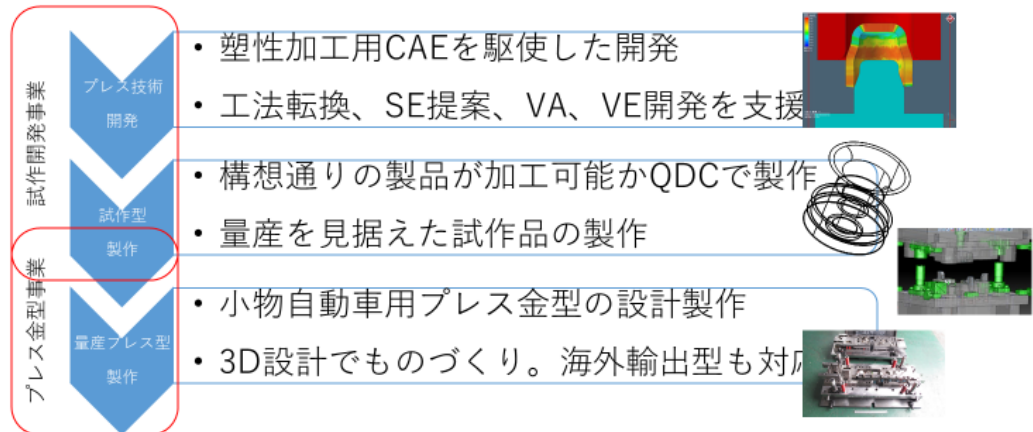 試作開発事業
プレス技術
開発
• 塑性加工用CAEを駆使した開発
• 工法転換、SE提案、VA、VE開発を支援
試作型
製作
• 構想通りの製品が加工可能かQDCで製作
• 量産を見据えた試作品の製作
プレス金型事業
量産プレス型
製作
• 小物自動車用プレス金型の設計製作
• 3D設計でものづくり。海外輸出型も対応